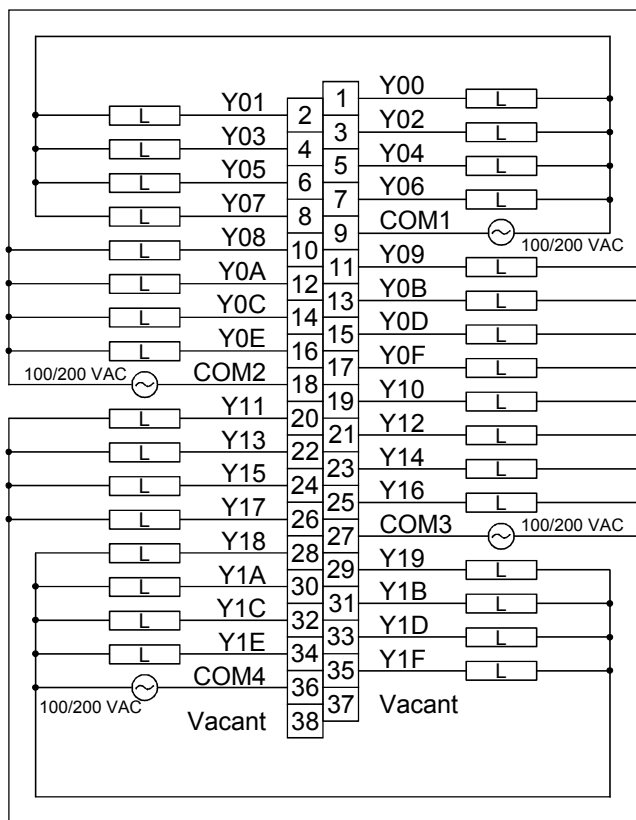 Y00
1
L
Y01
L
2
Y02
3
L
Y03
L
4
Y04
5
L
Y05
L
6
Y06
7
L
Y07
L
8
COM1
9
100/200 VAC
Y08
L
10
Y09
11
L
Y0A
L
12
Y0B
13
L
Y0C
L
14
Y0D
15
L
Y0E
L
16
Y0F
17
L
100/200 VAC
COM2
18
Y10
19
L
Y11
L
20
Y12
21
L
Y13
L
22
Y14
23
L
Y15
L
24
Y16
25
L
Y17
L
26
COM3
27
100/200 VAC
Y18
L
28
Y19
29
L
Y1A
L
30
Y1B
31
L
Y1C
L
32
Y1D
33
L
Y1E
L
34
Y1F
35
L
COM4
36
100/200 VAC
37
Vacant
Vacant
38